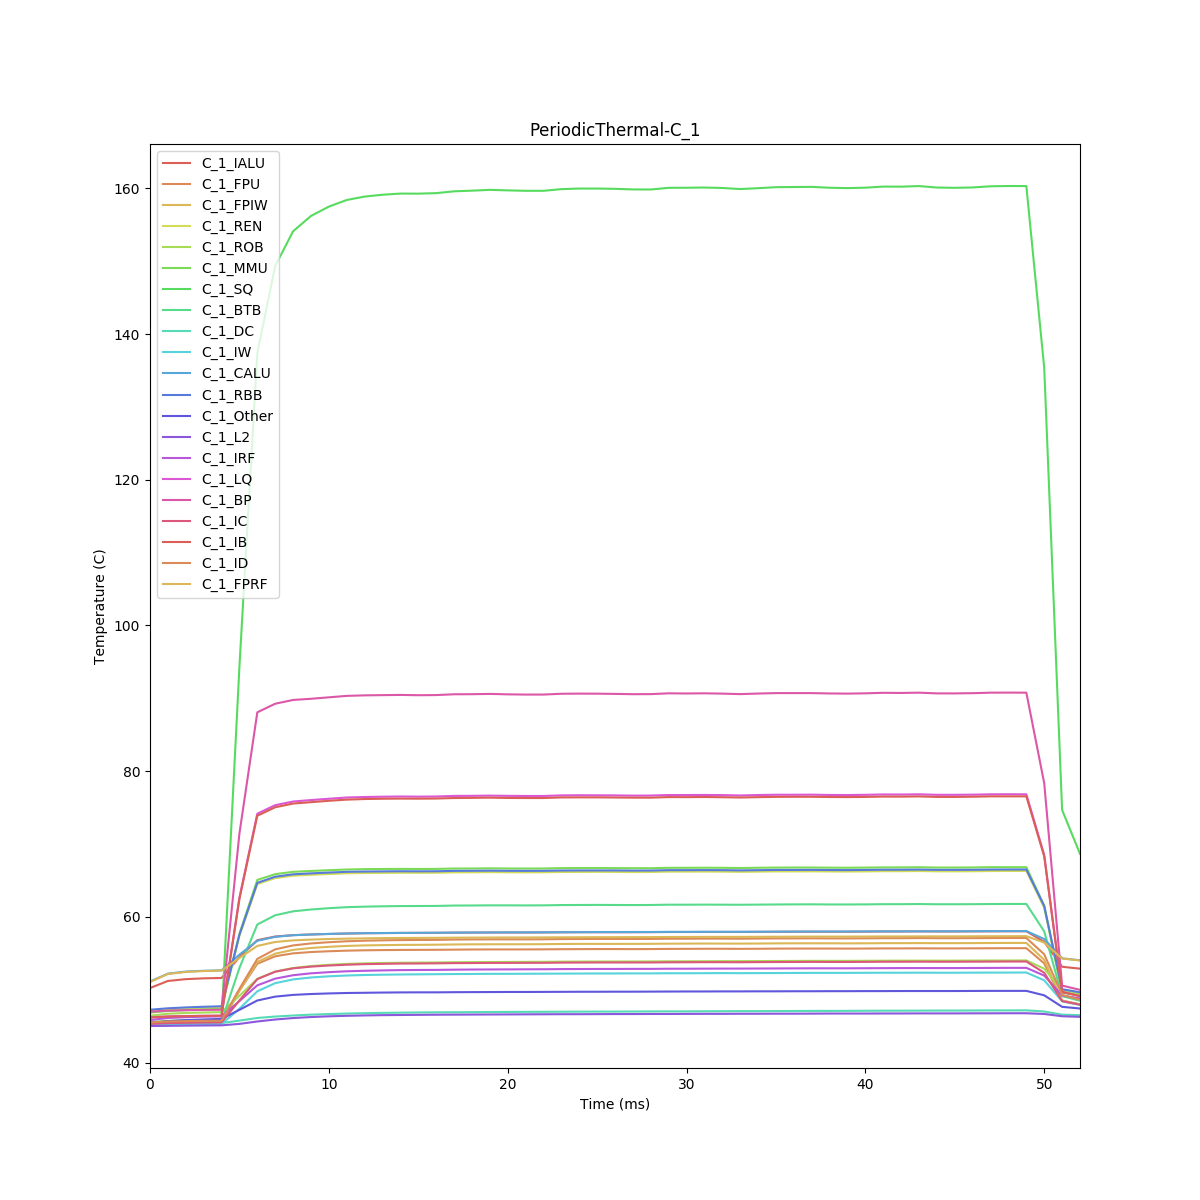 PeriodicThermal-C_1
C_1_IALU
C_1_FPU
C_1_FPIW
C_1_REN
C_1_ROB
C_1_MMU
C_1_SQ
C_1_BTB
C_1_DC
C_1_IW
C_1_CALU
C_1_RBB
C_1_Other
C_1_L2
C_1_IRF
C_1_LQ
C_1_BP
C_1_IC
C_1_IB
C_1_ID
C_1_FPRF
160
140
120
100
80
60
40
Temperature (C)
0 10 20 30 40 50
Time (ms)